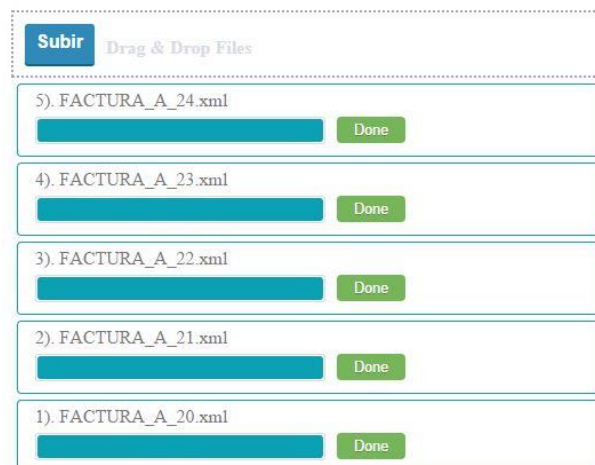 Subir Drag & Drop Files
5). FACTURA_A_24.xml
Done
4). FACTURA_A_23.xml
Done
3). FACTURA_A_22.xml
Done
2). FACTURA_A_21.xml
Done
1). FACTURA_A_20.xml
Done